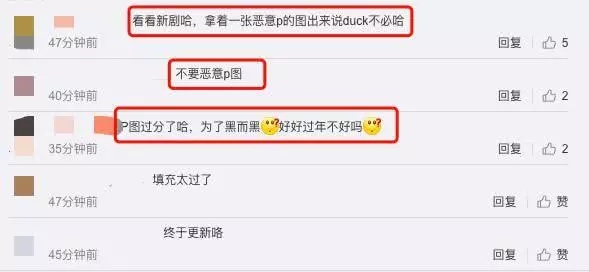 看看新剧哈，拿着一张恶意p的图出来说duck不必哈
47分钟前 回复 5
不要恶意p图
40分钟前 回复 2
P图过分了哈，为了黑而黑 好好过年不好吗
35分钟前 回复 2
填充太过了
47分钟前 回复 赞
终于更新咯
45分钟前 回复 赞